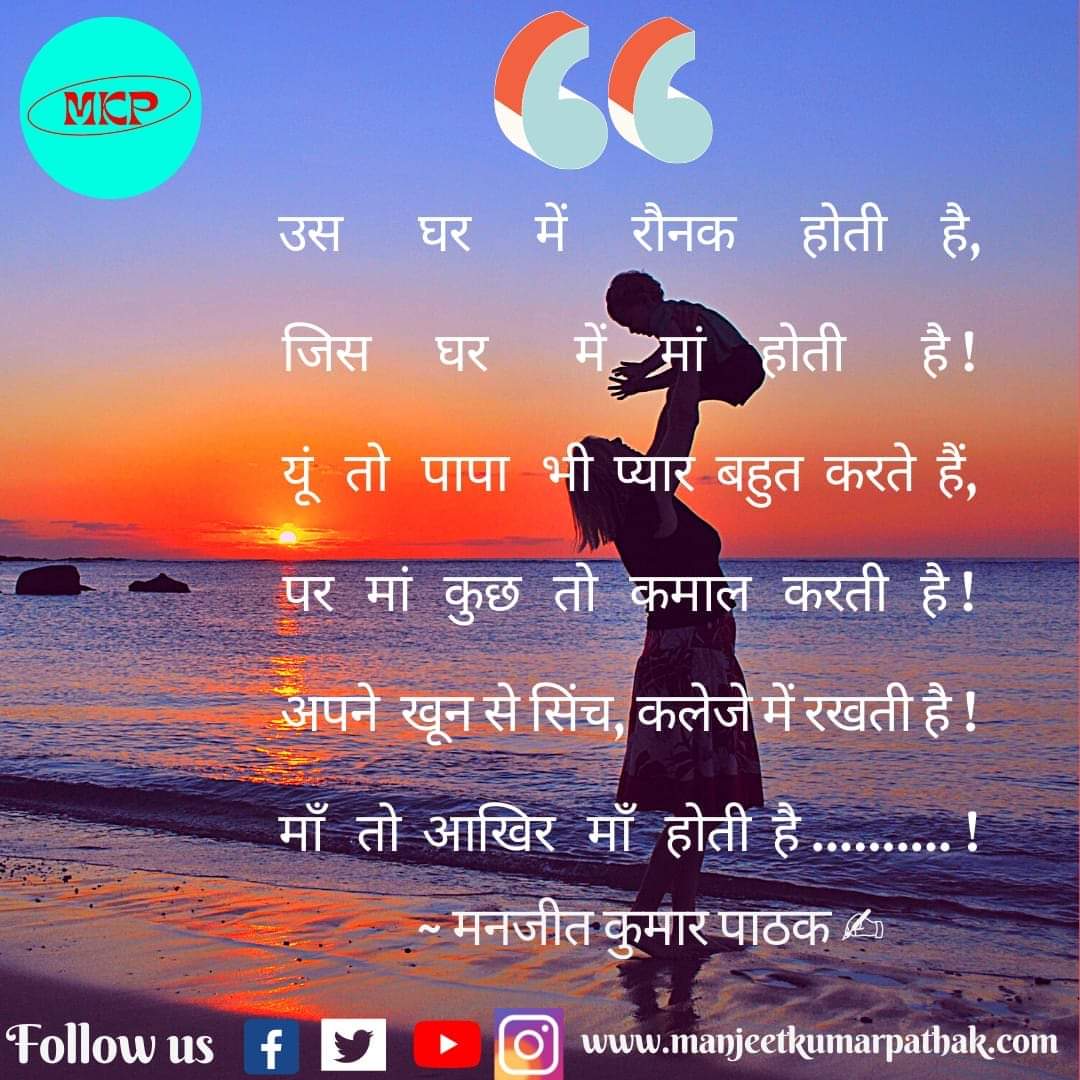 MKP
उस घर में रौनक होती है,
जिस घर में मां होती है !
यूं तो पापा भी प्यार बहुत करते हैं,
पर मां कुछ तो कमाल करती है !
अपने खून से सिंच, कलेजे में रखती है !
माँ तो आखिर माँ होती है .......... !
~ मनजीत कुमार पाठक ✍
Follow us www.manjeetkumarpathak.com